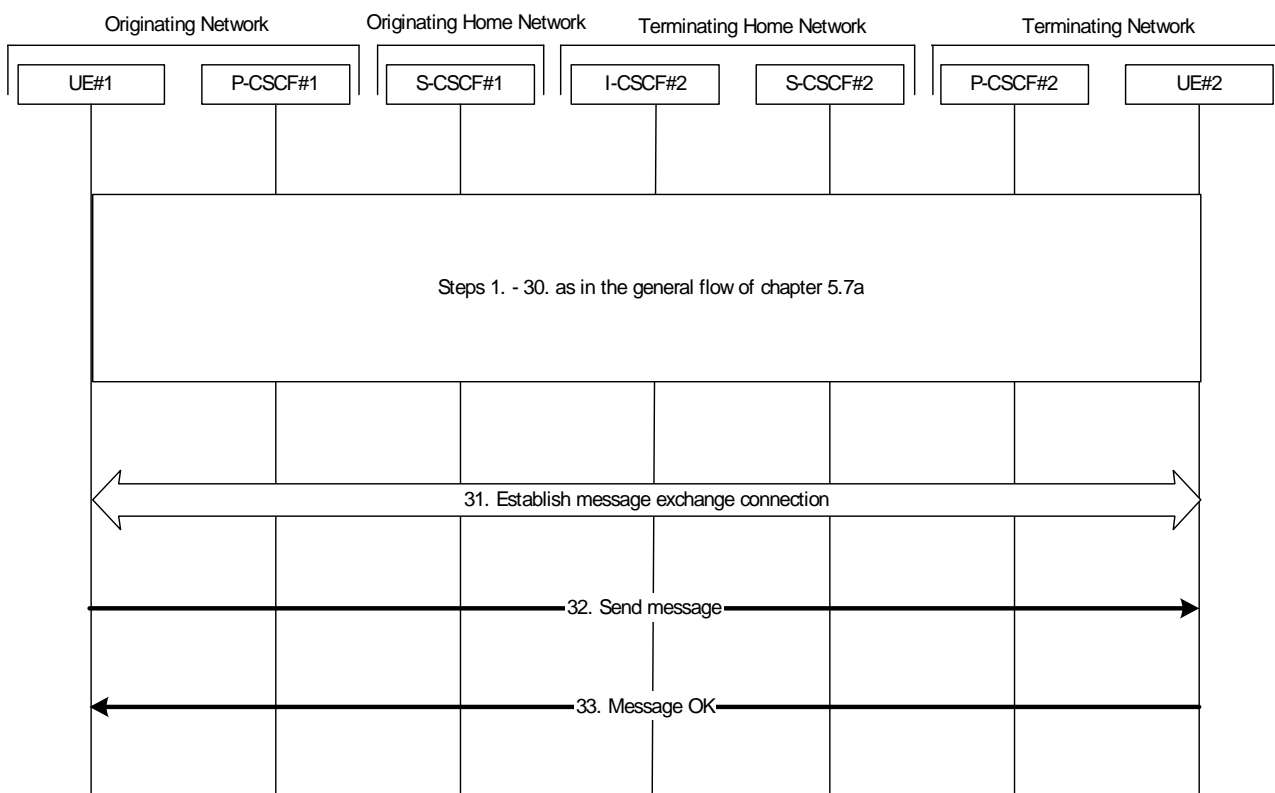 Originating Network
Originating Home Network
Terminating Home Network
Terminating Network
UE#1
P-CSCF#1
S-CSCF#1
I-CSCF#2
S-CSCF#2
P-CSCF#2
UE#2
Steps 1. - 30. as in the general flow of chapter 5.7a
31. Establish message exchange connection
32. Send message
33. Message OK